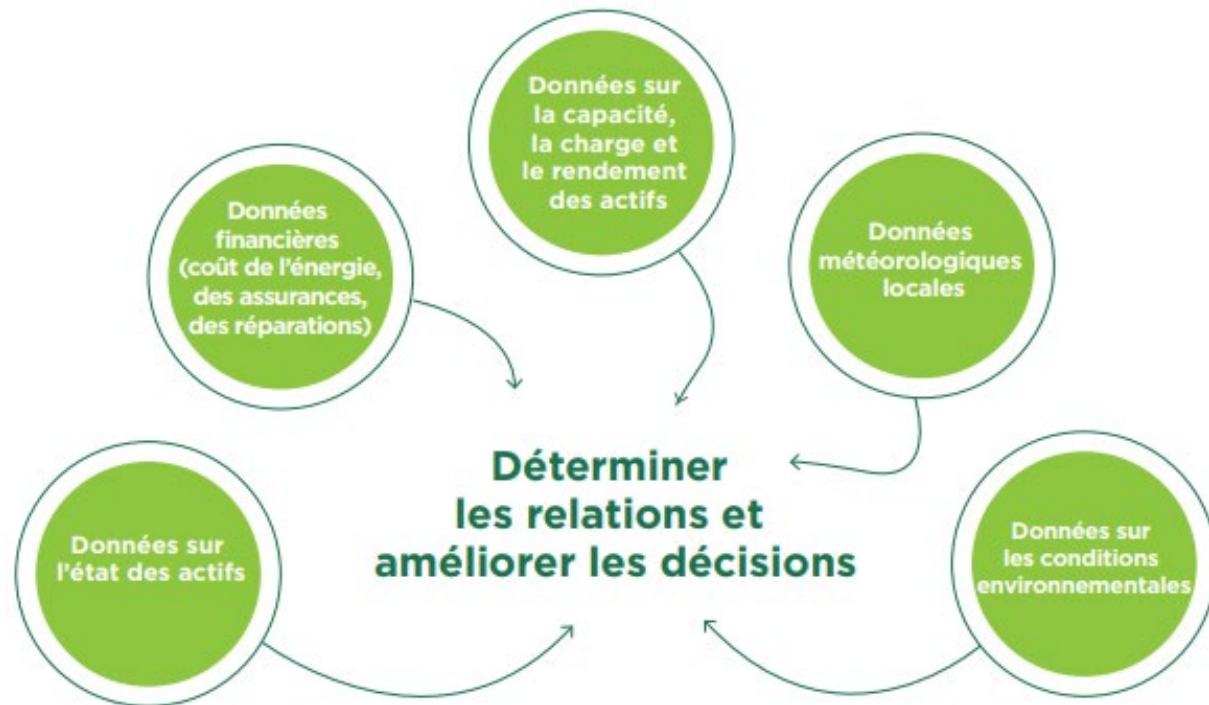 Données sur
la capacité,
la charge et
le rendement
des actifs
Données
financières
(coût de l'énergie,
des assurances,
des réparations)
Données
météorologiques
locales
Déterminer
les relations et
améliorer les décisions
Données sur
l'état des actifs
Données sur
les conditions
environnementales